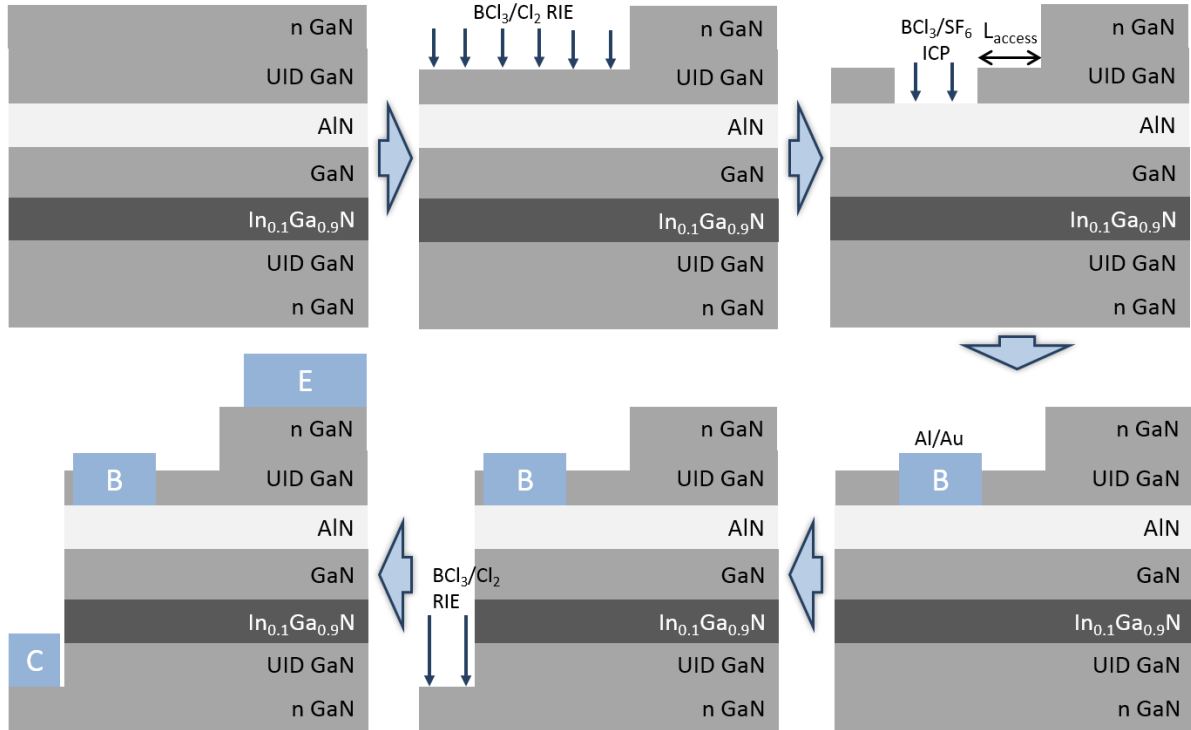 n GaN
UID GaN
AlN
GaN
In0.1Ga0.9N
UID GaN
n GaN
BCl3/Cl2 RIE
n GaN
UID GaN
AlN
GaN
In0.1Ga0.9N
UID GaN
n GaN
BCl3/SF6
ICP
Laccess
n GaN
UID GaN
AlN
GaN
In0.1Ga0.9N
UID GaN
n GaN
E
n GaN
B
UID GaN
AlN
GaN
In0.1Ga0.9N
C
UID GaN
n GaN
n GaN
B
UID GaN
AlN
BCl3/Cl2
RIE
GaN
In0.1Ga0.9N
UID GaN
n GaN
Al/Au
n GaN
B
UID GaN
AlN
GaN
In0.1Ga0.9N
UID GaN
n GaN